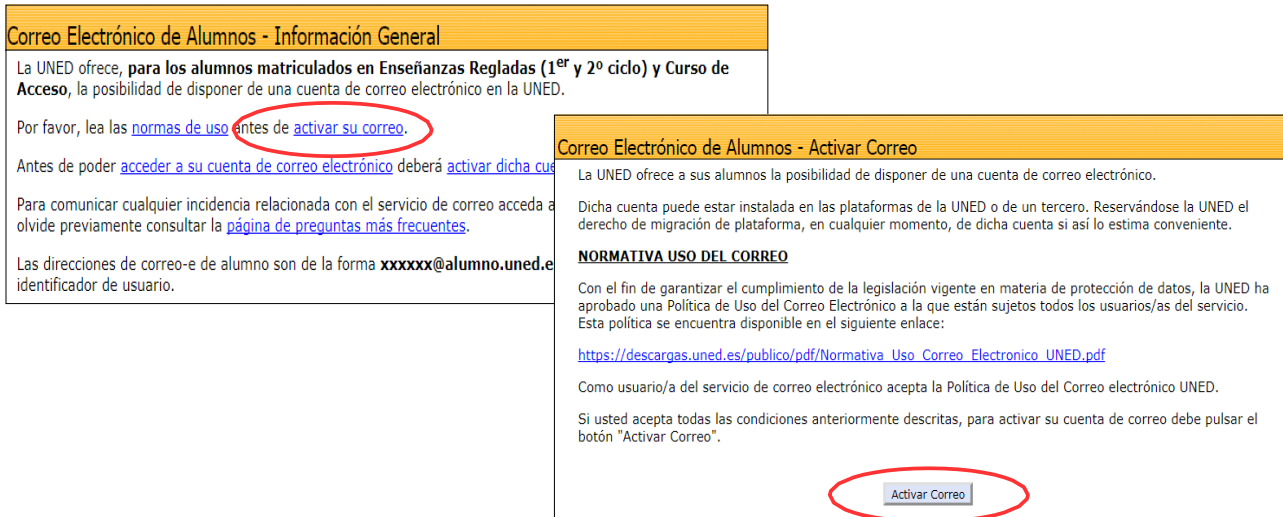 Correo Electrónico de Alumnos - Información General
La UNED ofrece, para los alumnos matriculados en Enseñanzas Regladas (1er y 2º ciclo) y Curso de
Acceso, la posibilidad de disponer de una cuenta de correo electrónico en la UNED.
Por favor, lea las normas de uso antes de activar su correo.
Antes de poder acceder a su cuenta de correo electrónico deberá activar dicha cue
Para comunicar cualquier incidencia relacionada con el servicio de correo acceda a
olvide previamente consultar la página de preguntas más frecuentes.
Las direcciones de correo-e de alumno son de la forma xxxxxx@alumno.uned.e
identificador de usuario.
Correo Electrónico de Alumnos - Activar Correo
La UNED ofrece a sus alumnos la posibilidad de disponer de una cuenta de correo electrónico.
Dicha cuenta puede estar instalada en las plataformas de la UNED o de un tercero. Reservándose la UNED el
derecho de migración de plataforma, en cualquier momento, de dicha cuenta si así lo estima conveniente.
NORMATIVA USO DEL CORREO
Con el fin de garantizar el cumplimiento de la legislación vigente en materia de protección de datos, la UNED ha
aprobado una Política de Uso del Correo Electrónico a la que están sujetos todos los usuarios/as del servicio.
Esta política se encuentra disponible en el siguiente enlace:
https://descargas.uned.es/publico/pdf/Normativa_Uso_Correo_Electronico_UNED.pdf
Como usuario/a del servicio de correo electrónico acepta la Política de Uso del Correo electrónico UNED.
Si usted acepta todas las condiciones anteriormente descritas, para activar su cuenta de correo debe pulsar el
botón "Activar Correo".
Activar Correo